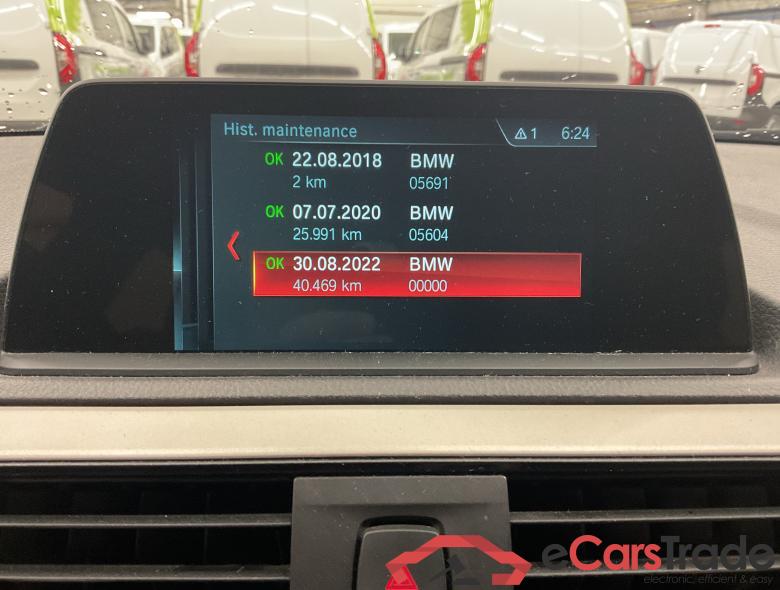 Hist. maintenance 1 6:24
OK 22.08.2018 BMW
2 km 05691
OK 07.07.2020 BMW
25.991 km 05604
OK 30.08.2022 BMW
40.469 km 00000
eCarsTrade
electronic, efficient & easy